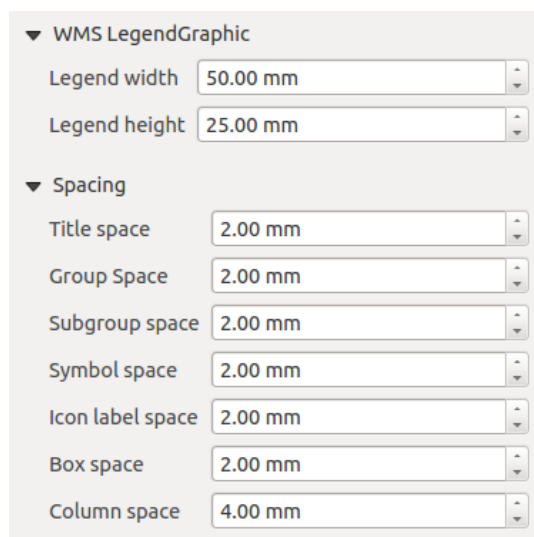 WMS LegendGraphic
Legend width 50.00 mm
Legend height 25.00 mm
Spacing
Title space 2.00 mm
Group Space 2.00 mm
Subgroup space 2.00 mm
Symbol space 2.00 mm
Icon label space 2.00 mm
Box space 2.00 mm
Column space 4.00 mm